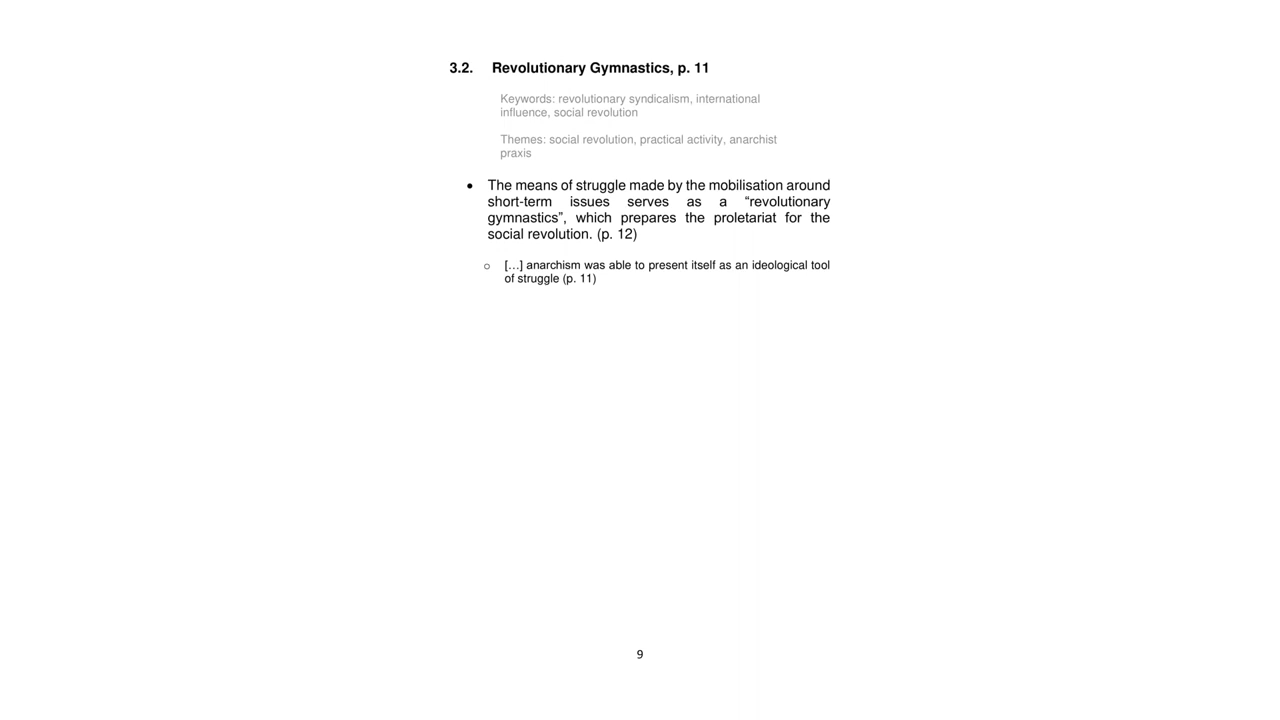 3.2. Revolutionary Gymnastics, p. 11
Keywords: revolutionary syndicalism, international
influence, social revolution
Themes: social revolution, practical activity, anarchist
praxis
• The means of struggle made by the mobilisation around
short-term issues serves as a “revolutionary
gymnastics”, which prepares the proletariat for the
social revolution. (p. 12)
o […] anarchism was able to present itself as an ideological tool
of struggle (p. 11)
9